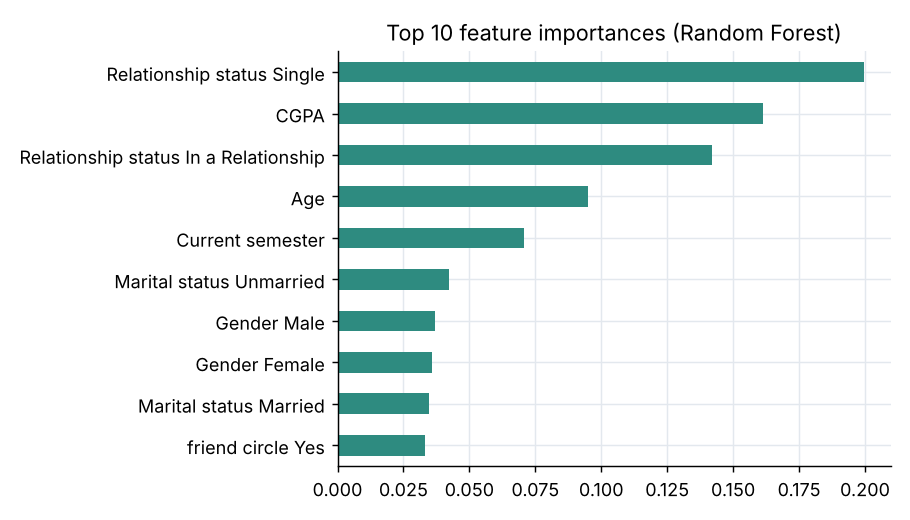 Top 10 feature importances (Random Forest)
Relationship status Single
CGPA
Relationship status In a Relationship
Age
Current semester
Marital status Unmarried
Gender Male
Gender Female
Marital status Married
friend circle Yes
0.000 0.025 0.050 0.075 0.100 0.125 0.150 0.175 0.200